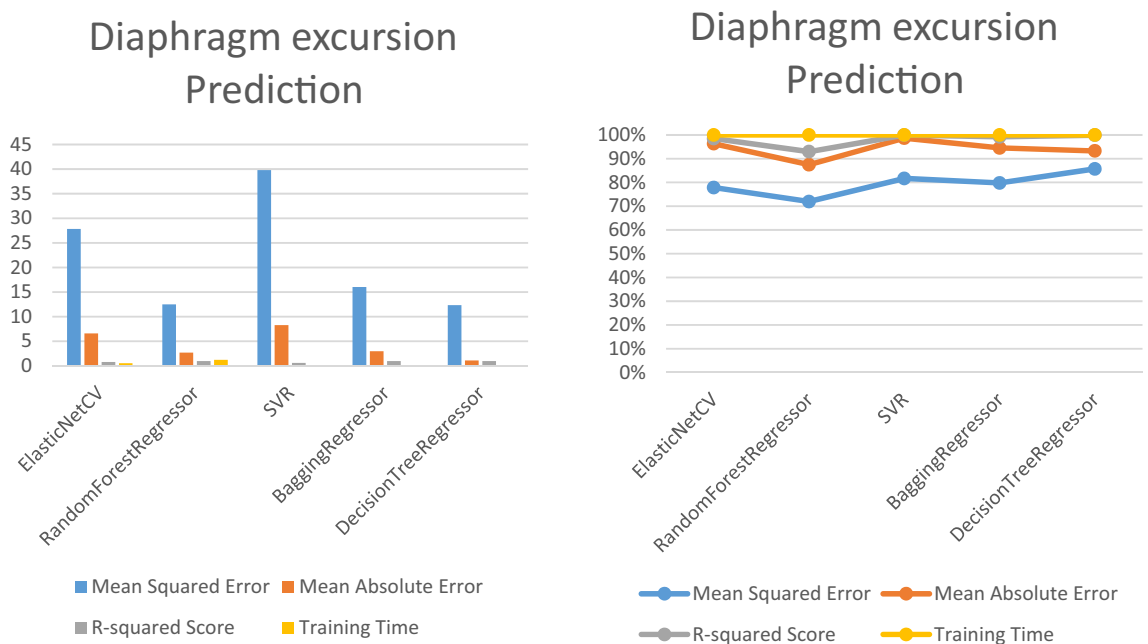 Diaphragm excursion
Prediction
45
40
35
30
25
20
15
10
5
0
ElasticNetCV
RandomForestRegressor
SVR
BaggingRegressor
DecisionTreeRegressor
Mean Squared Error
Mean Absolute Error
R-squared Score
Training Time
Diaphragm excursion
Prediction
100%
90%
80%
70%
60%
50%
40%
30%
20%
10%
0%
ElasticNetCV
RandomForestRegressor
SVR
BaggingRegressor
DecisionTreeRegressor
Mean Squared Error
Mean Absolute Error
R-squared Score
Training Time